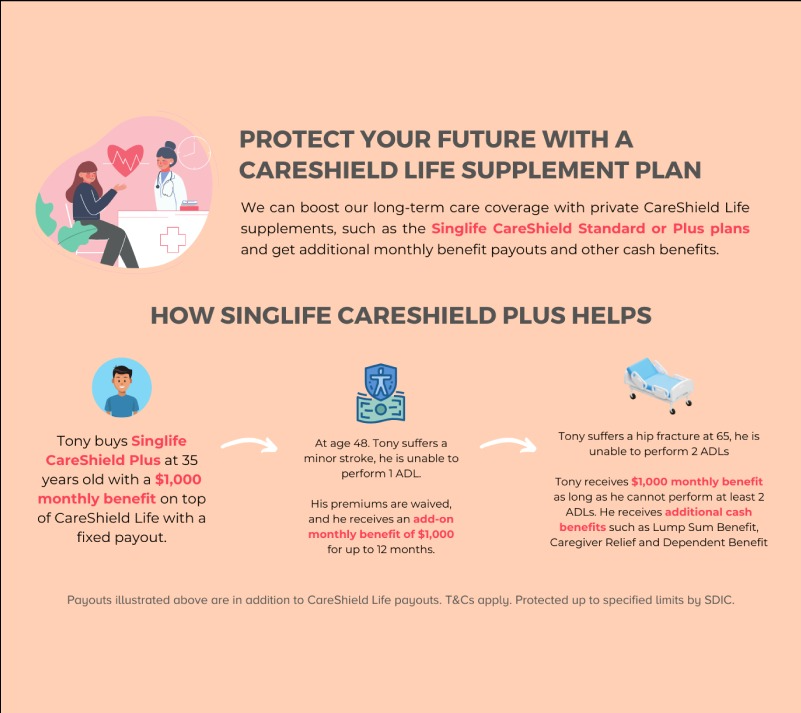 PROTECT YOUR FUTURE WITH A
CARESHIELD LIFE SUPPLEMENT PLAN
We can boost our long-term care coverage with private CareShield Life
supplements, such as the Singlife CareShield Standard or Plus plans
and get additional monthly benefit payouts and other cash benefits.
HOW SINGLIFE CARESHIELD PLUS HELPS
Tony buys Singlife
CareShield Plus at 35
years old with a $1,000
monthly benefit on top
of CareShield Life with a
fixed payout.
At age 48. Tony suffers a
minor stroke, he is unable to
perform 1 ADL.
His premiums are waived,
and he receives an add-on
monthly benefit of $1,000
for up to 12 months.
Tony suffers a hip fracture at 65, he is
unable to perform 2 ADLs
Tony receives $1,000 monthly benefit
as long as he cannot perform at least 2
ADLs. He receives additional cash
benefits such as Lump Sum Benefit,
Caregiver Relief and Dependent Benefit
Payouts illustrated above are in addition to CareShield Life payouts. T&Cs apply. Protected up to specified limits by SDIC.